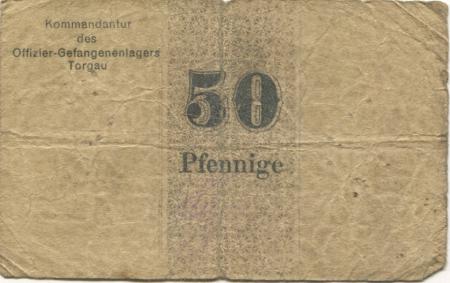 Kommandantur
des
Offizier-Gefangenenlagers
Torgau
50
Pfennige